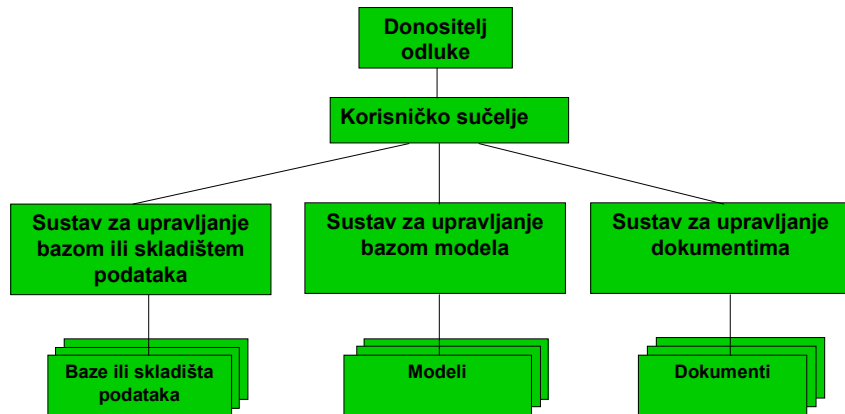 Donositelj
odluke
Korisničko sučelje
Sustav za upravljanje
bazom ili skladištem
podataka
Sustav za upravljanje
bazom modela
Sustav za upravljanje
dokumentima
Baze ili skladišta
podataka
Modeli
Dokumenti